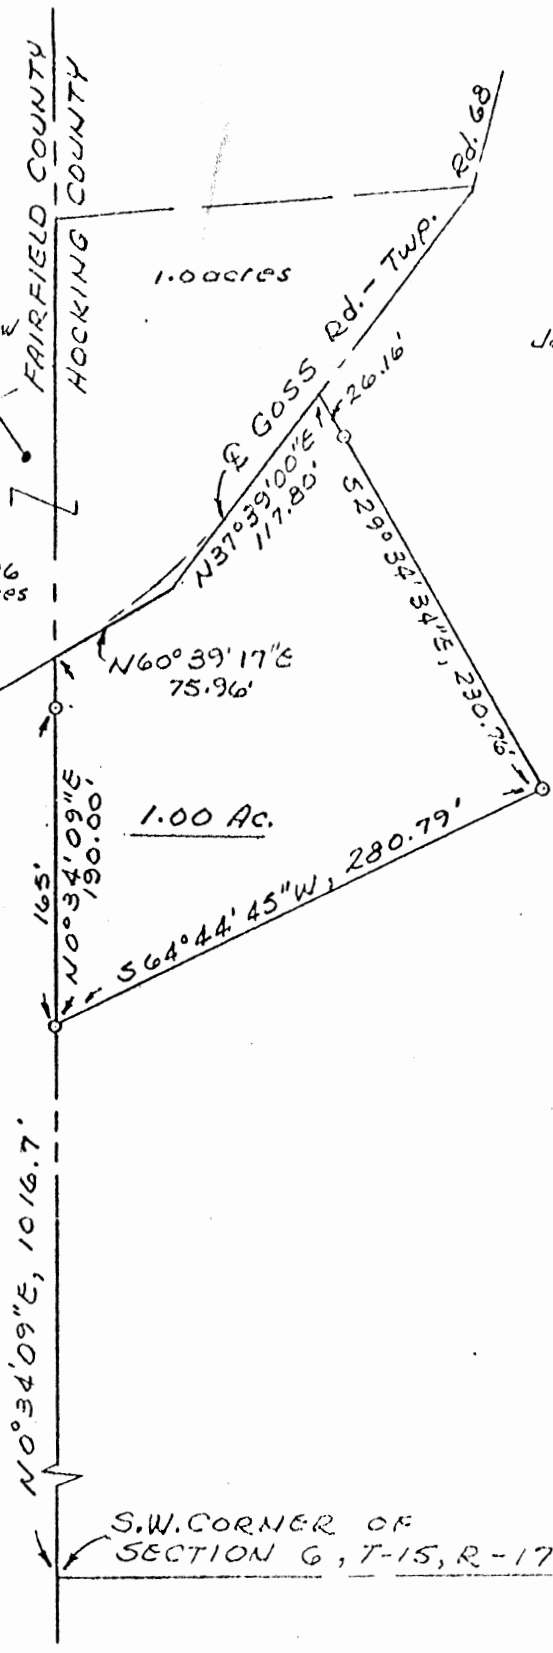 FAIRFIELD COUNTY
HOCKING COUNTY
Rd. 68
1.0 acres
℄ GOSS Rd. - Twp.
26.16'
N37°39'00"E
117.80'
S29°34'34"E, 230.76'
N60°39'17"E
75.96'
1.00 Ac.
165'
N0°34'09"E
190.00'
S64°44'45"W, 280.79'
N0°34'09"E, 1016.7'
S.W. CORNER OF
SECTION 6, T-15, R-17